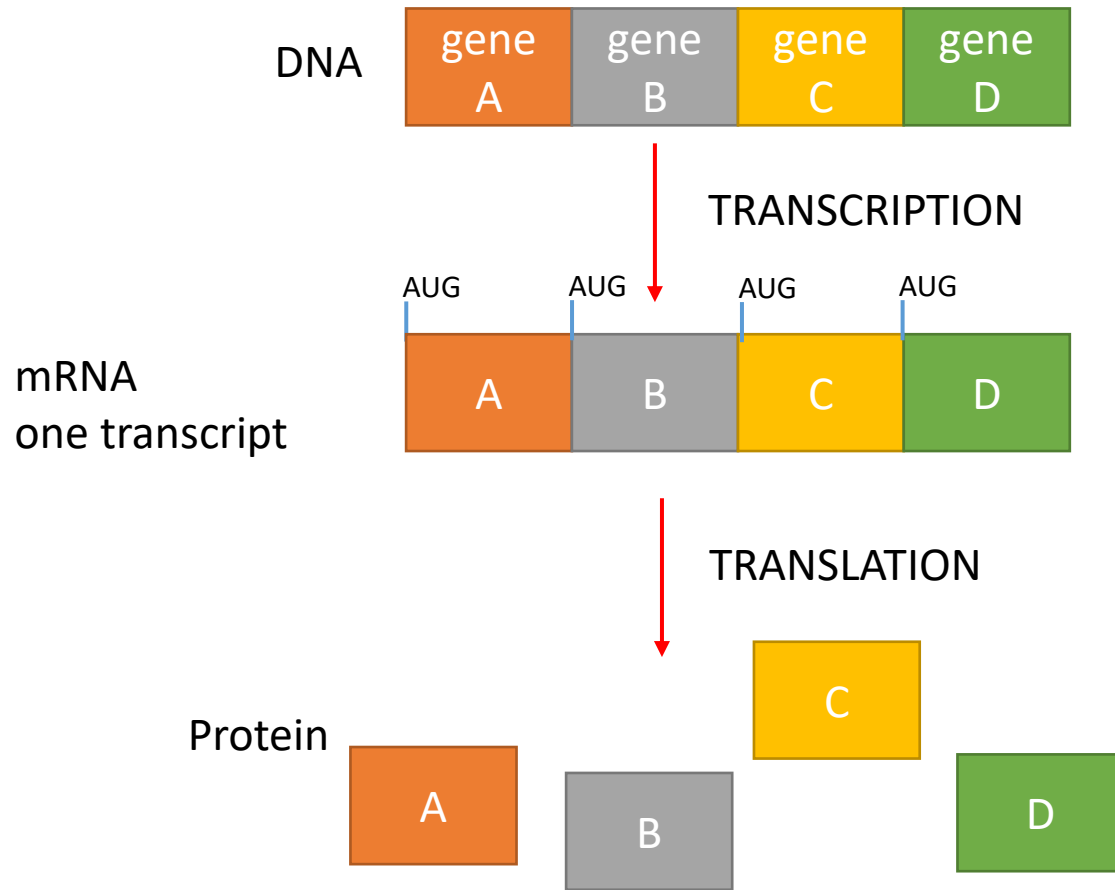 DNA
gene
A
gene
B
gene
C
gene
D
TRANSCRIPTION
AUG
AUG
AUG
AUG
mRNA
one transcript
A
B
C
D
TRANSLATION
Protein
A
B
C
D